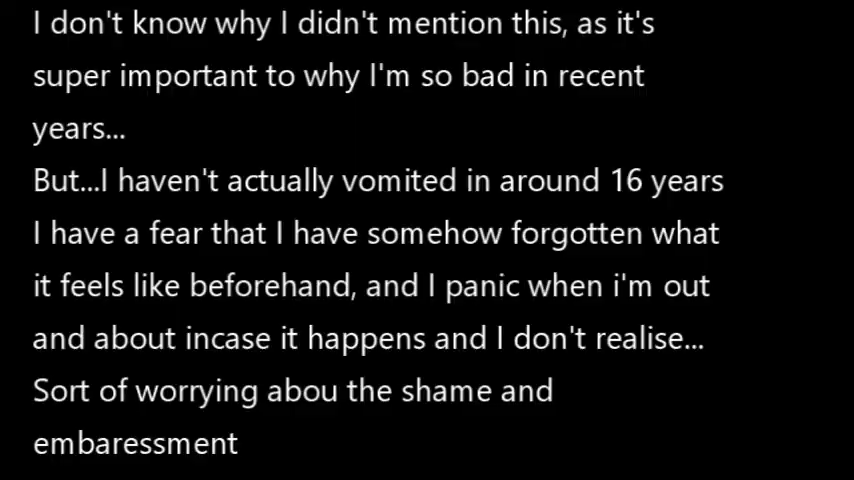 I don't know why I didn't mention this, as it's
super important to why I'm so bad in recent
years...
But...I haven't actually vomited in around 16 years
I have a fear that I have somehow forgotten what
it feels like beforehand, and I panic when i'm out
and about incase it happens and I don't realise...
Sort of worrying abou the shame and
embaressment